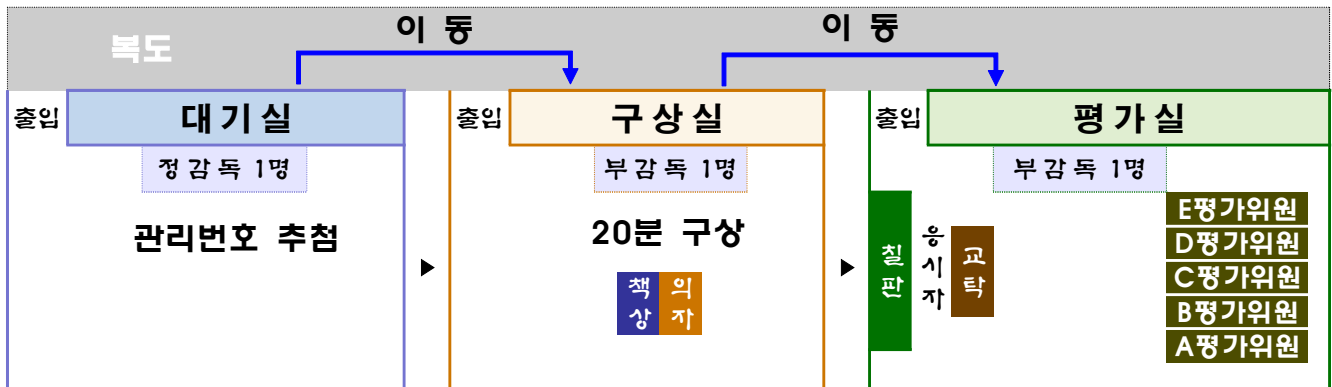 이 동
이 동
복도
출입
대기실
출입
구상실
출입
평가실
정감독 1명
부감독 1명
부감독 1명
관리번호 추첨
20분 구상
책상
의자
칠판
응시자
교탁
E평가위원
D평가위원
C평가위원
B평가위원
A평가위원